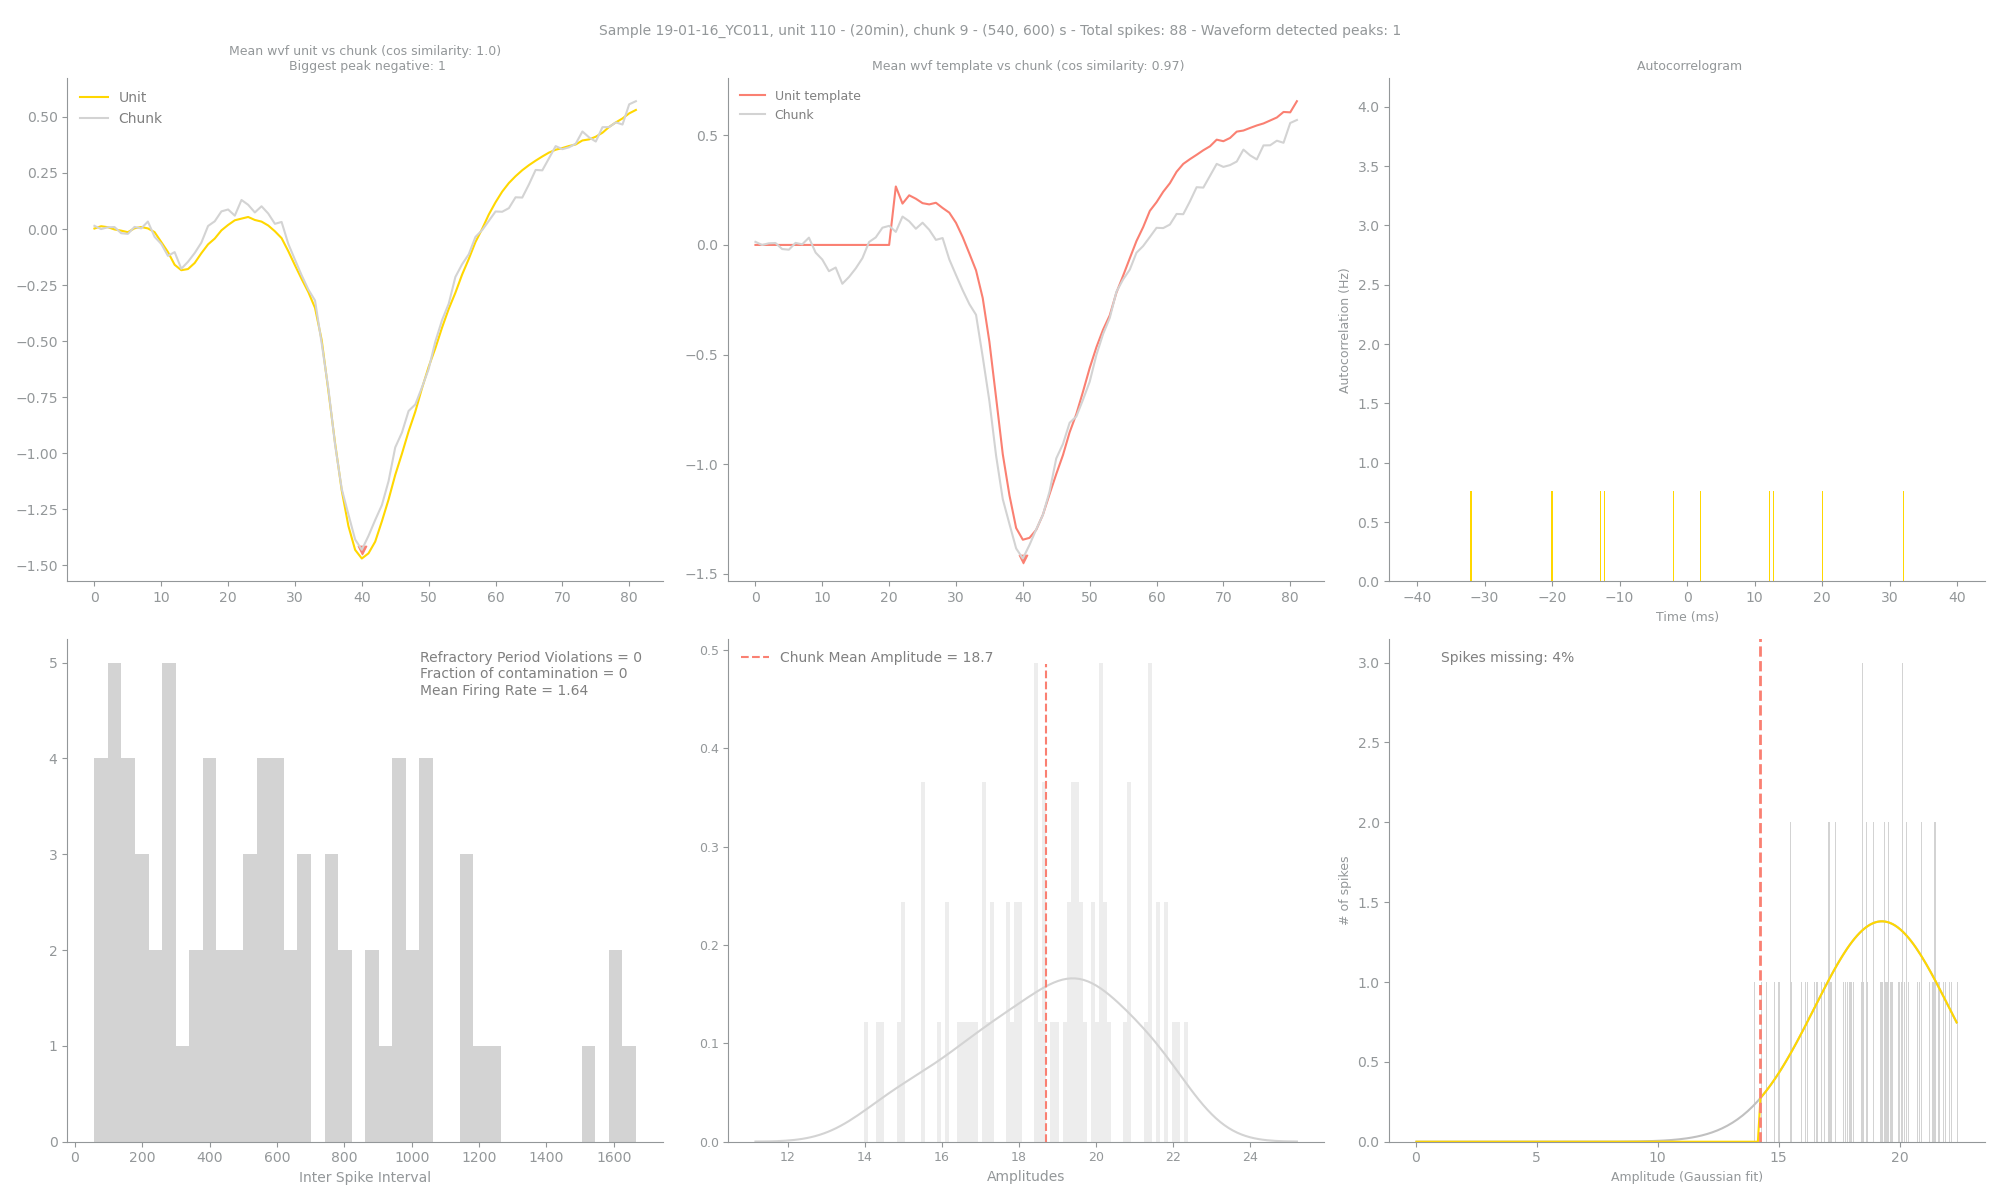 Sample 19-01-16_YC011, unit 110 - (20min), chunk 9 - (540, 600) s - Total spikes: 88 - Waveform detected peaks: 1
Mean wvf unit vs chunk (cos similarity: 1.0)
Biggest peak negative: 1
Unit
Chunk
0.50
0.25
0.00
−0.25
−0.50
−0.75
−1.00
−1.25
−1.50
0 10 20 30 40 50 60 70 80
Mean wvf template vs chunk (cos similarity: 0.97)
Unit template
Chunk
0.5
0.0
−0.5
−1.0
−1.5
0 10 20 30 40 50 60 70 80
Autocorrelogram
Autocorrelation (Hz)
4.0
3.5
3.0
2.5
2.0
1.5
1.0
0.5
0.0
−40 −30 −20 −10 0 10 20 30 40
Time (ms)
Refractory Period Violations = 0
Fraction of contamination = 0
Mean Firing Rate = 1.64
5
4
3
2
1
0
0 200 400 600 800 1000 1200 1400 1600
Inter Spike Interval
Chunk Mean Amplitude = 18.7
0.5
0.4
0.3
0.2
0.1
0.0
12 14 16 18 20 22 24
Amplitudes
Spikes missing: 4%
# of spikes
3.0
2.5
2.0
1.5
1.0
0.5
0.0
0 5 10 15 20
Amplitude (Gaussian fit)